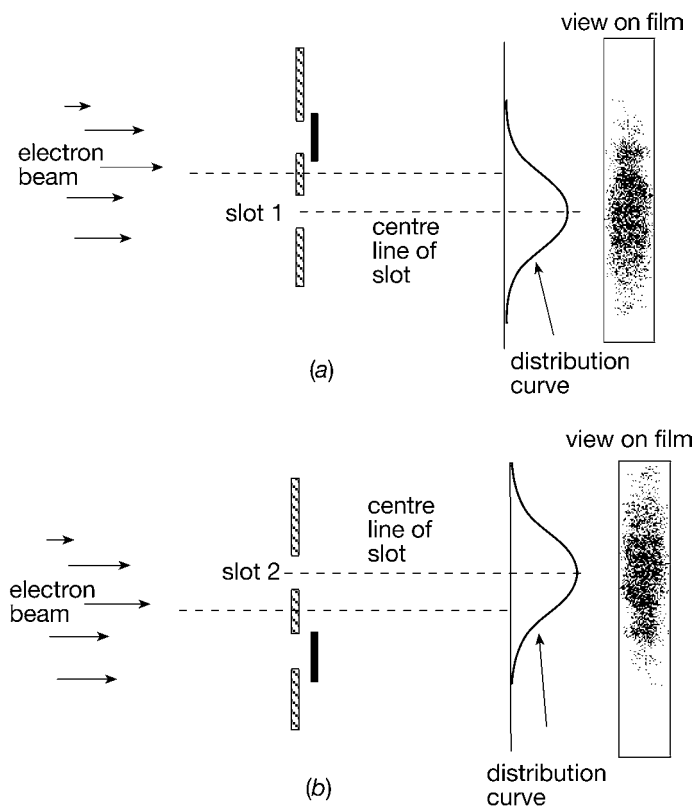 view on film
electron
beam
slot 1
centre
line of
slot
distribution
curve
(a)
view on film
centre
line of
slot
slot 2
electron
beam
distribution
curve
(b)